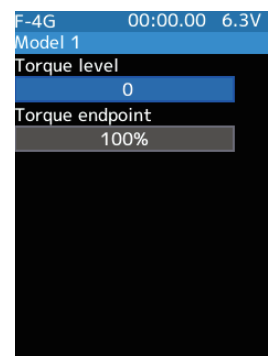 F-4G 00:00.00 6.3V
Model 1
Torque level
0
Torque endpoint
100%